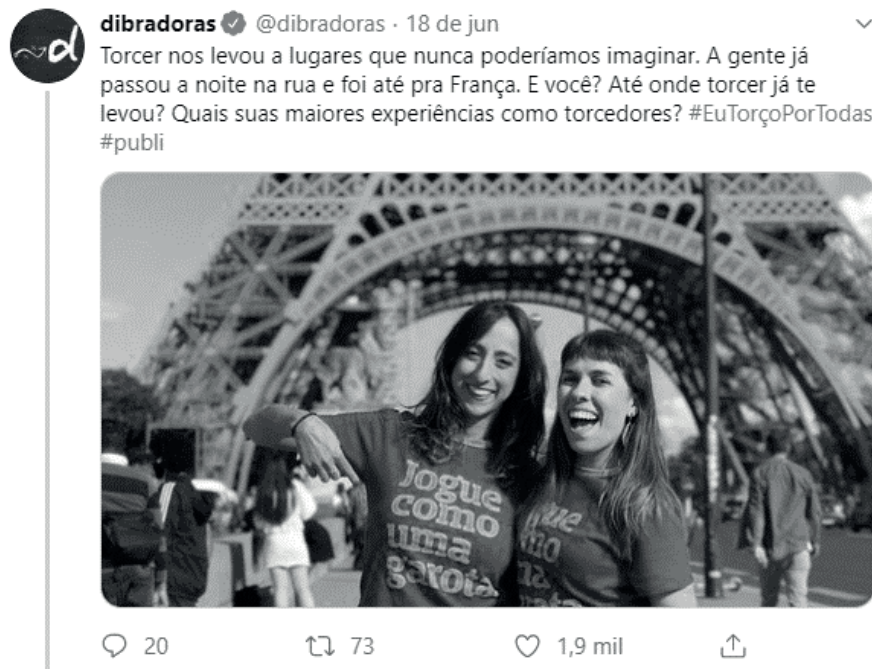 dibradoras @dibradoras · 18 de jun
Torcer nos levou a lugares que nunca poderíamos imaginar. A gente já
passou a noite na rua e foi até pra França. E você? Até onde torcer já te
levou? Quais suas maiores experiências como torcedores? #EuTorçoPorTodas
#publi
Jogue
como
uma
garota
20 73 1,9 mil